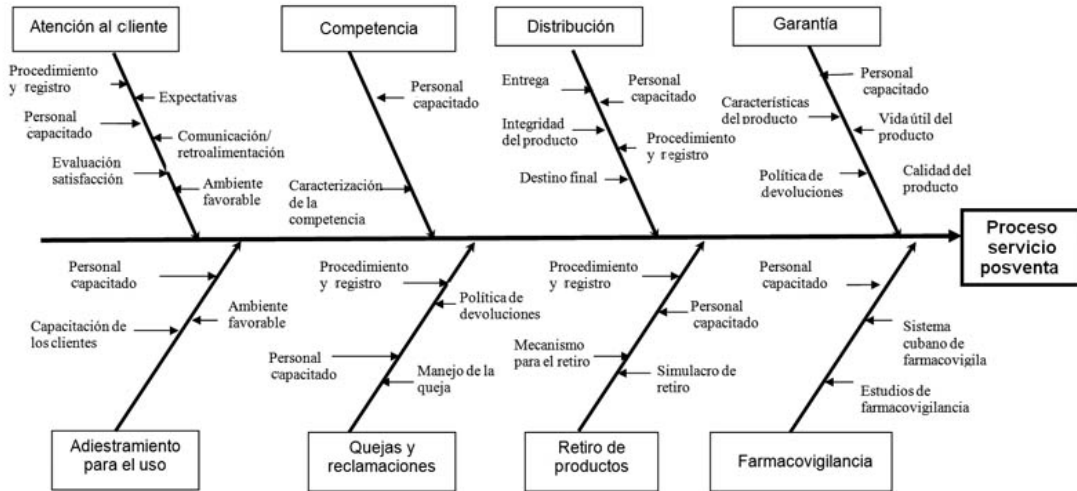 Atención al cliente
Competencia
Distribución
Garantía
Procedimiento
y registro
Expectativas
Personal
capacitado
Comunicación/
retroalimentación
Evaluación
satisfacción
Ambiente
favorable
Personal
capacitado
Caracterización
de la
competencia
Entrega
Personal
capacitado
Integridad
del producto
Procedimiento
y registro
Destino final
Personal
capacitado
Características
del producto
Vida útil del
producto
Política de
devoluciones
Calidad del
producto
Proceso
servicio
posventa
Personal
capacitado
Ambiente
favorable
Capacitación de
los clientes
Procedimiento
y registro
Política de
devoluciones
Personal
capacitado
Manejo de la
queja
Procedimiento
y registro
Personal
capacitado
Mecanismo
para el retiro
Simulacro de
retiro
Personal
capacitado
Sistema
cubano de
farmacovigila
Estudios de
farmacovigilancia
Adiestramiento
para el uso
Quejas y
reclamaciones
Retiro de
productos
Farmacovigilancia